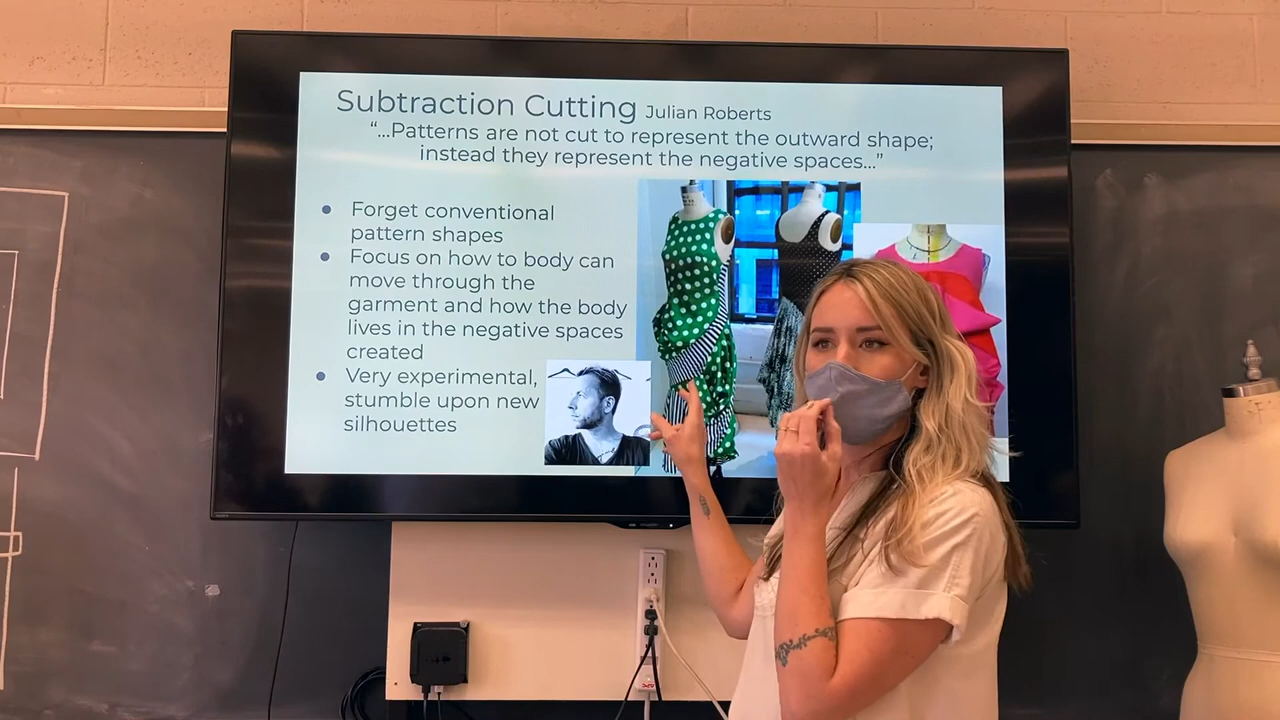 Subtraction Cutting Julian Roberts
“...Patterns are not cut to represent the outward shape;
instead they represent the negative spaces...”
Forget conventional
pattern shapes
Focus on how to body can
move through the
garment and how the body
lives in the negative spaces
created
Very experimental,
stumble upon new
silhouettes